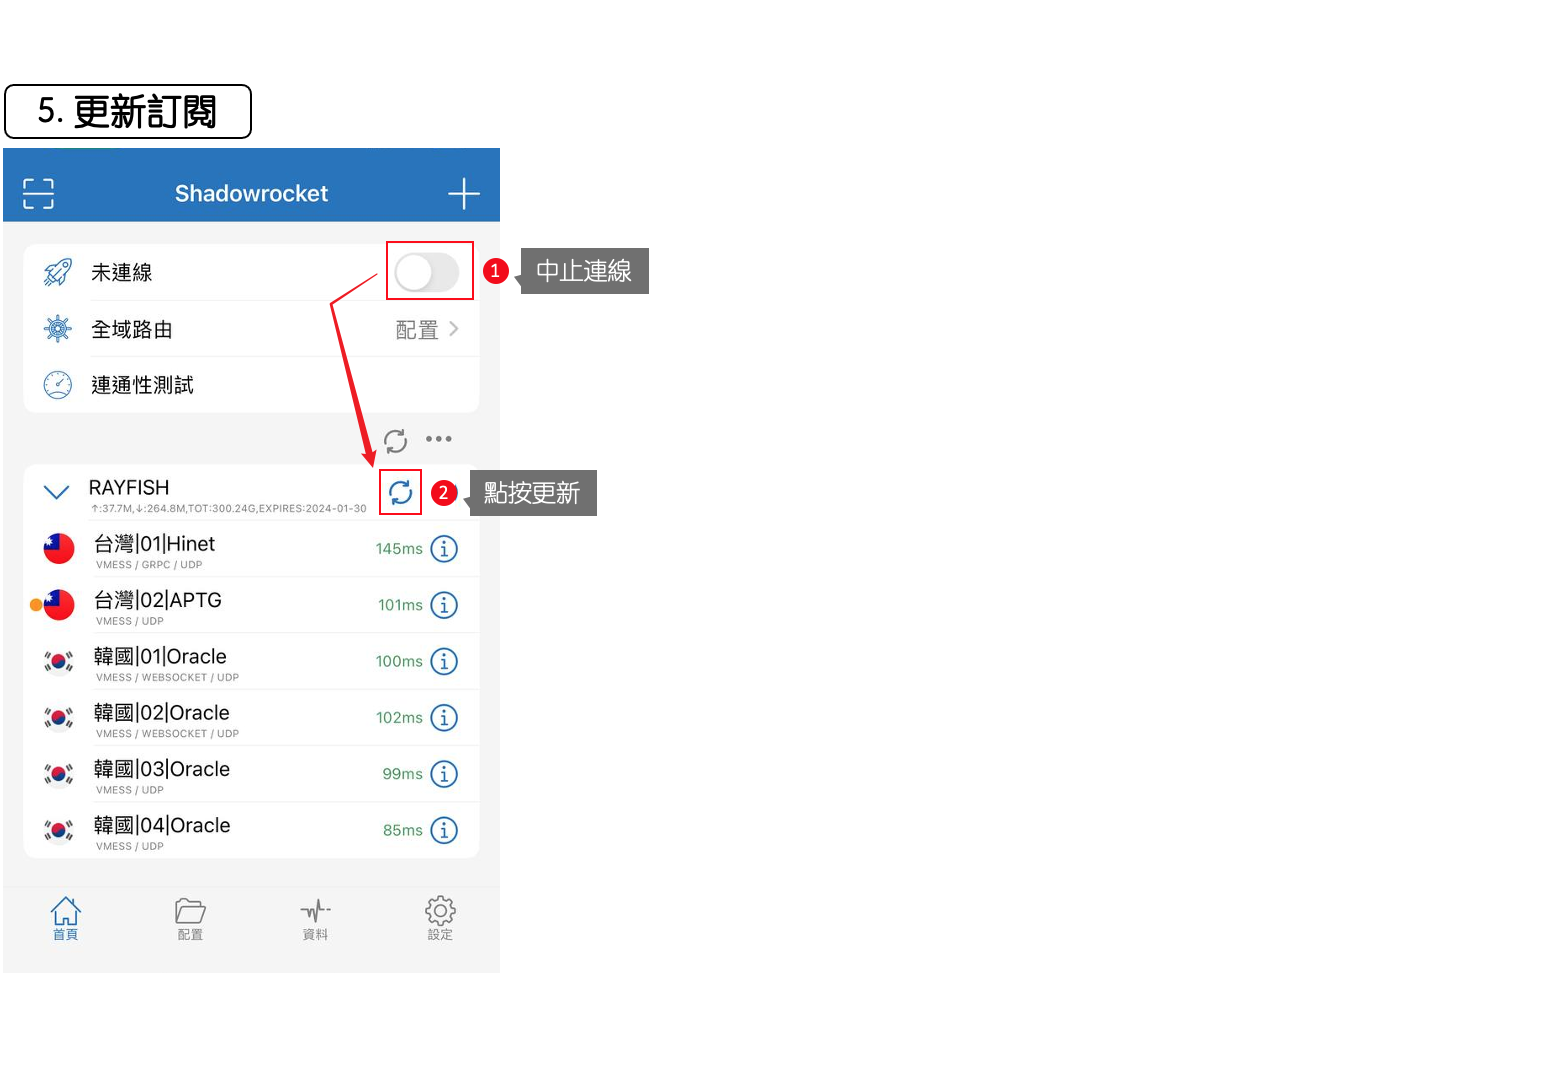 5. 更新訂閱
Shadowrocket
未連線
1 中止連線
全域路由 配置
連通性測試
RAYFISH
↑:37.7M,↓:264.8M,TOT:300.24G,EXPIRES:2024-01-30
2 點按更新
台灣|01|Hinet
VMESS / GRPC / UDP
145ms
台灣|02|APTG
VMESS / UDP
101ms
韓國|01|Oracle
VMESS / WEBSOCKET / UDP
100ms
韓國|02|Oracle
VMESS / WEBSOCKET / UDP
102ms
韓國|03|Oracle
VMESS / UDP
99ms
韓國|04|Oracle
VMESS / UDP
85ms
首頁 配置 資料 設定